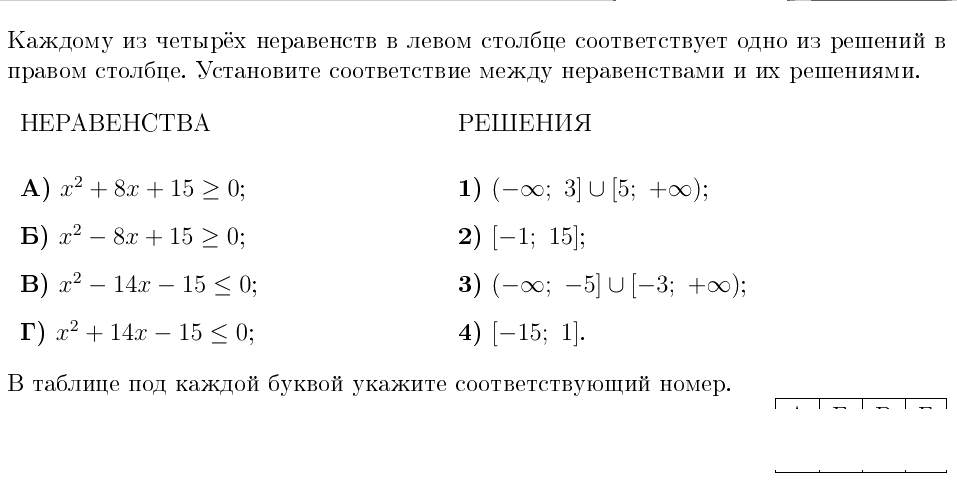 Каждому из четырёх неравенств в левом столбце соответствует одно из решений в
правом столбце. Установите соответствие между неравенствами и их решениями.
НЕРАВЕНСТВА РЕШЕНИЯ
А) x² + 8x + 15 ≥ 0; 1) (−∞; 3] ∪ [5; +∞);
Б) x² − 8x + 15 ≥ 0; 2) [−1; 15];
В) x² − 14x − 15 ≤ 0; 3) (−∞; −5] ∪ [−3; +∞);
Г) x² + 14x − 15 ≤ 0; 4) [−15; 1].
В таблице под каждой буквой укажите соответствующий номер.